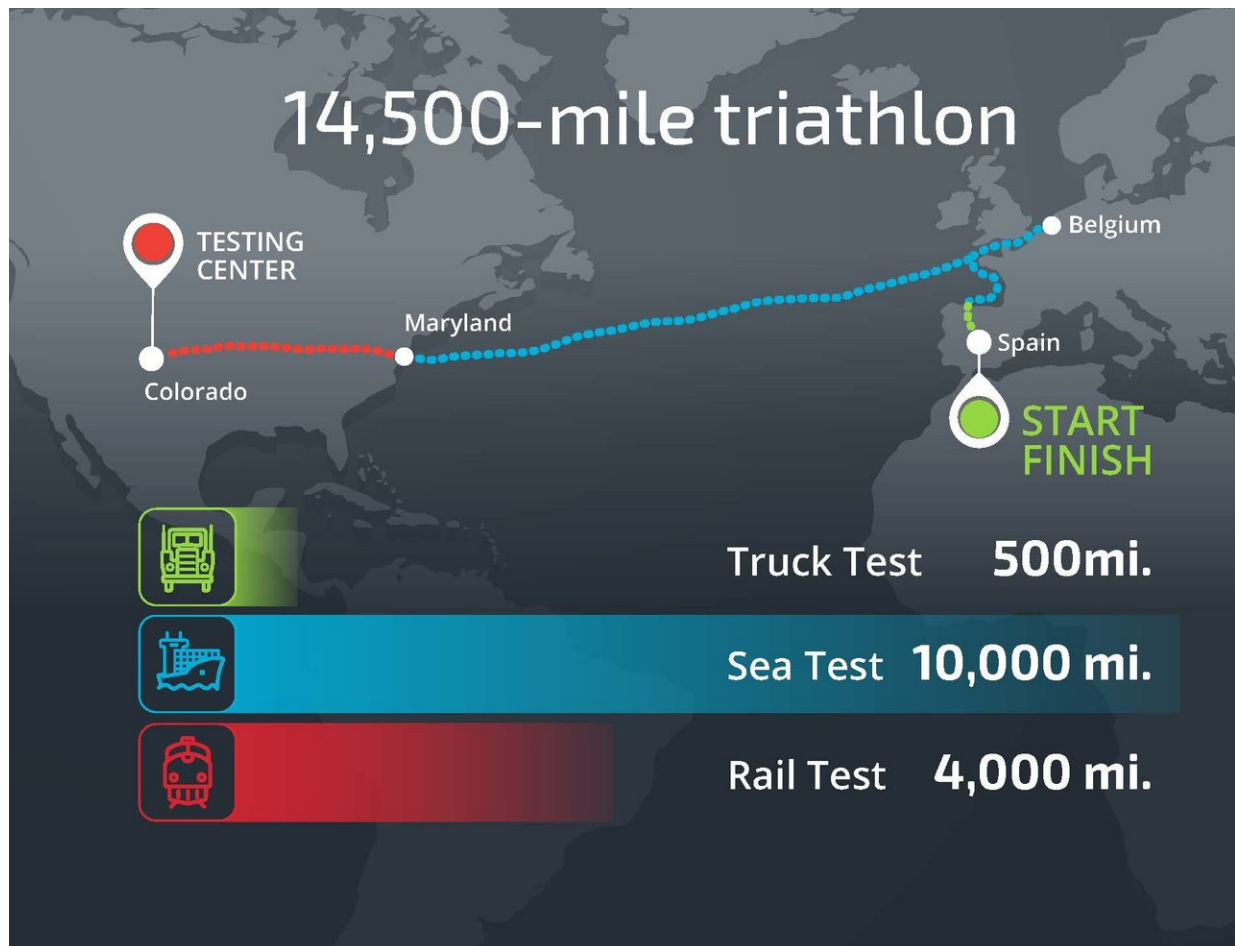 14,500-mile triathlon
TESTING
CENTER
Belgium
Maryland
Spain
Colorado
START
FINISH
Truck Test 500mi.
Sea Test 10,000 mi.
Rail Test 4,000 mi.